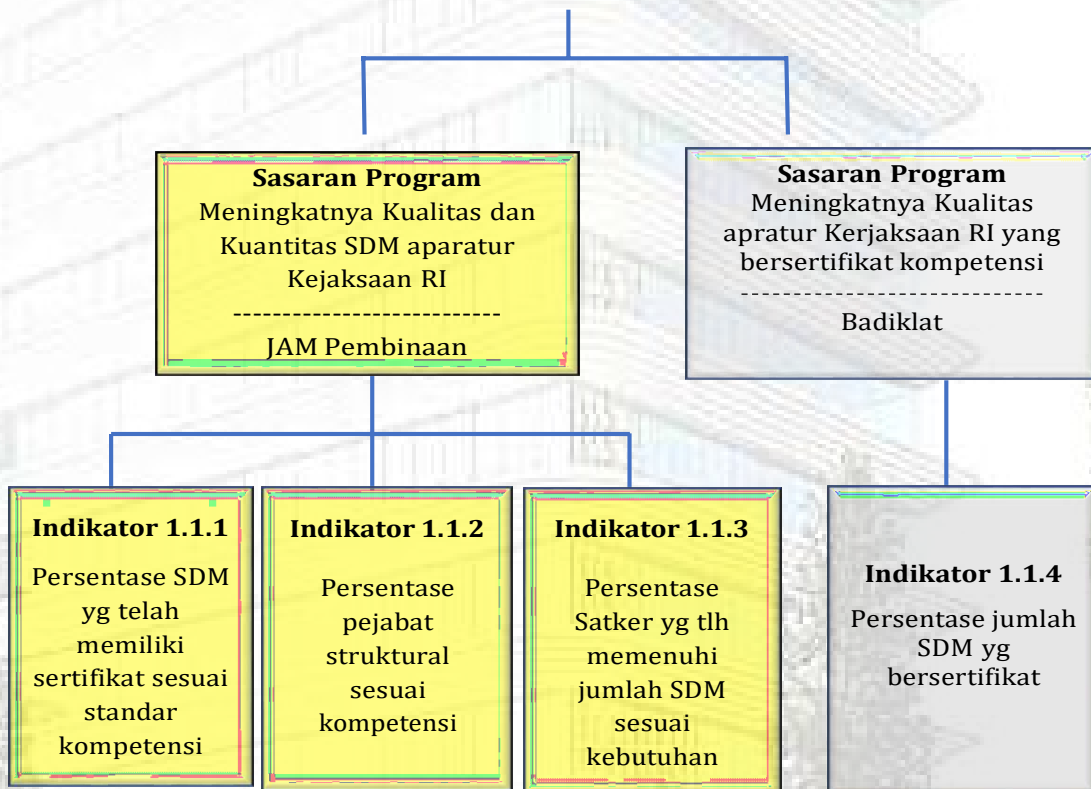 Sasaran Program
Meningkatnya Kualitas dan
Kuantitas SDM aparatur
Kejaksaan RI
---------------------------
JAM Pembinaan
Sasaran Program
Meningkatnya Kualitas
apratur Kerjaksaan RI yang
bersertifikat kompetensi
------------------------------
Badiklat
Indikator 1.1.1
Persentase SDM
yg telah
memiliki
sertifikat sesuai
standar
kompetensi
Indikator 1.1.2
Persentase
pejabat
struktural
sesuai
kompetensi
Indikator 1.1.3
Persentase
Satker yg tlh
memenuhi
jumlah SDM
sesuai
kebutuhan
Indikator 1.1.4
Persentase jumlah
SDM yg
bersertifikat